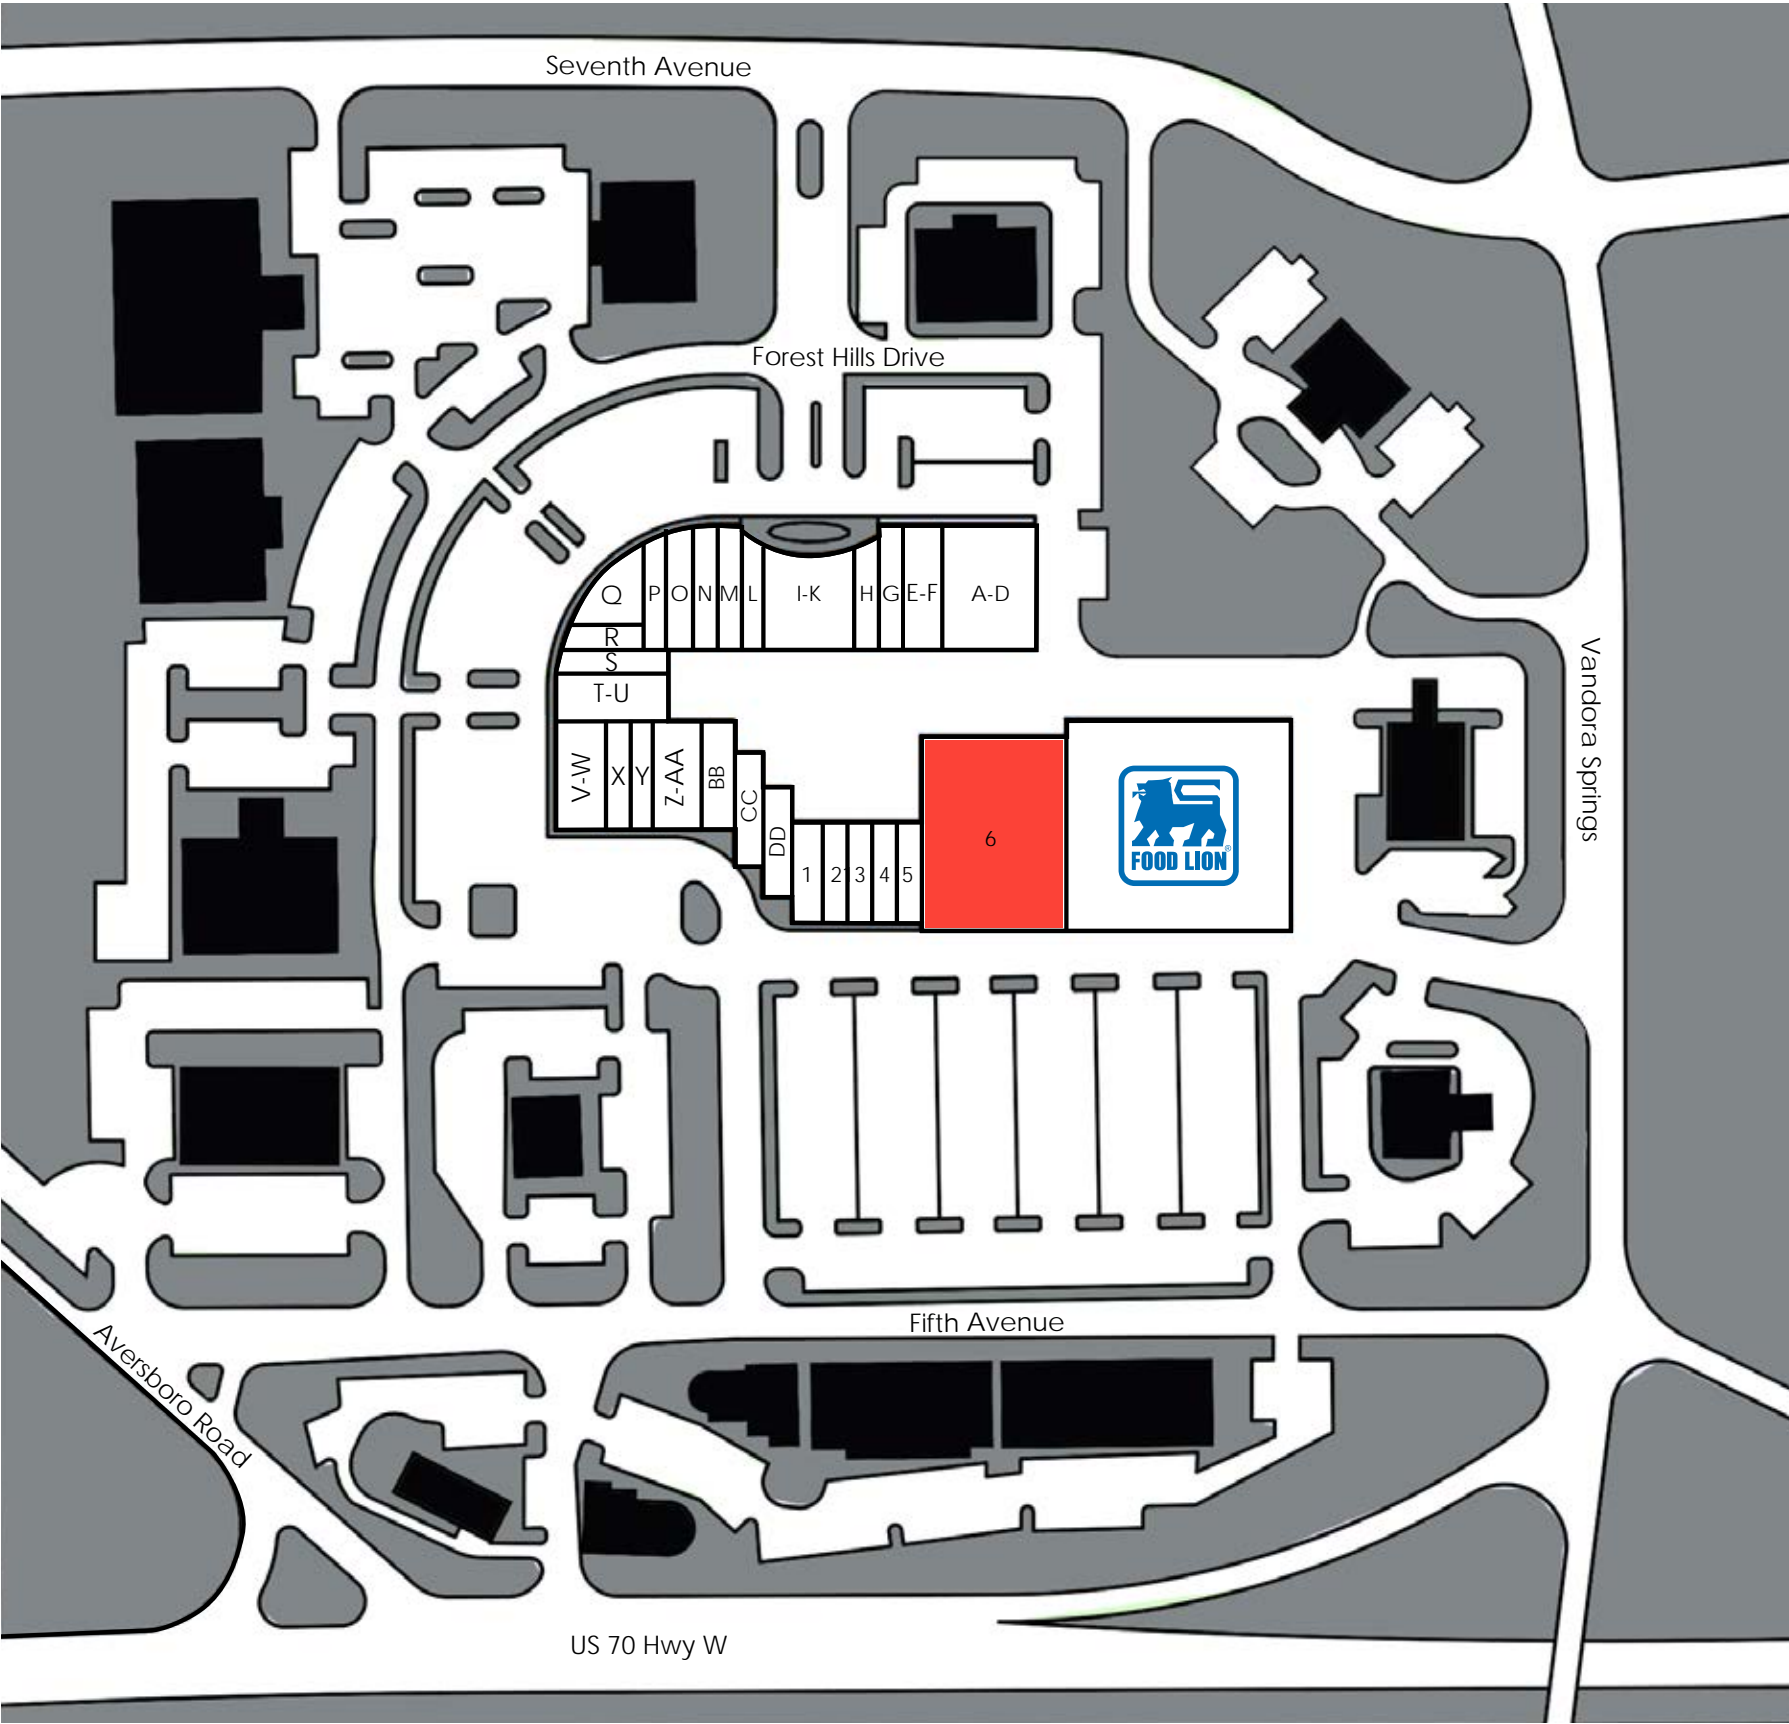 Seventh Avenue
Forest Hills Drive
Q
P
O
N
M
L
I-K
H
G
E-F
A-D
R
S
T-U
V-W
X
Y
Z-AA
BB
CC
DD
1
2
3
4
5
6
FOOD LION®
Vandora Springs
Fifth Avenue
Aversboro Road
US 70 Hwy W